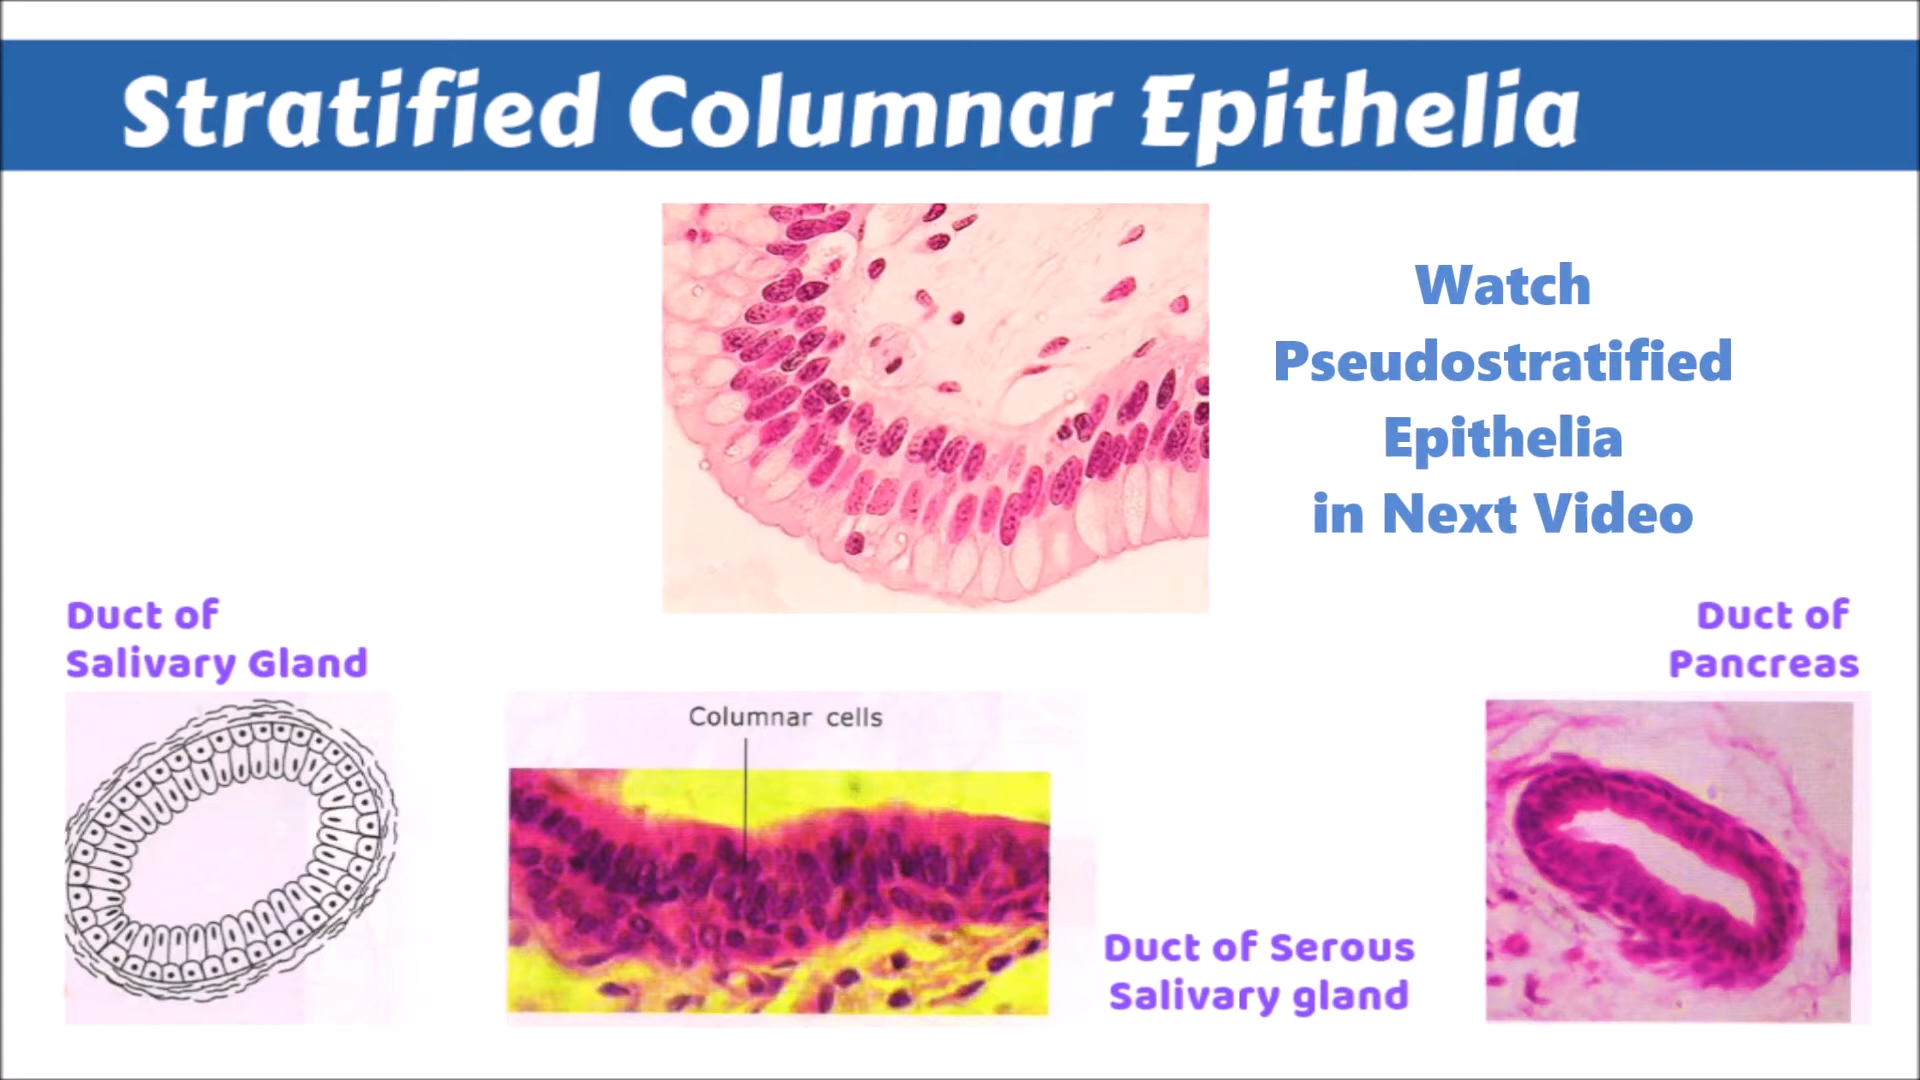 Stratified Columnar Epithelia
Watch
Pseudostratified
Epithelia
in Next Video
Duct of
Salivary Gland
Duct of
Pancreas
Columnar cells
Duct of Serous
Salivary gland